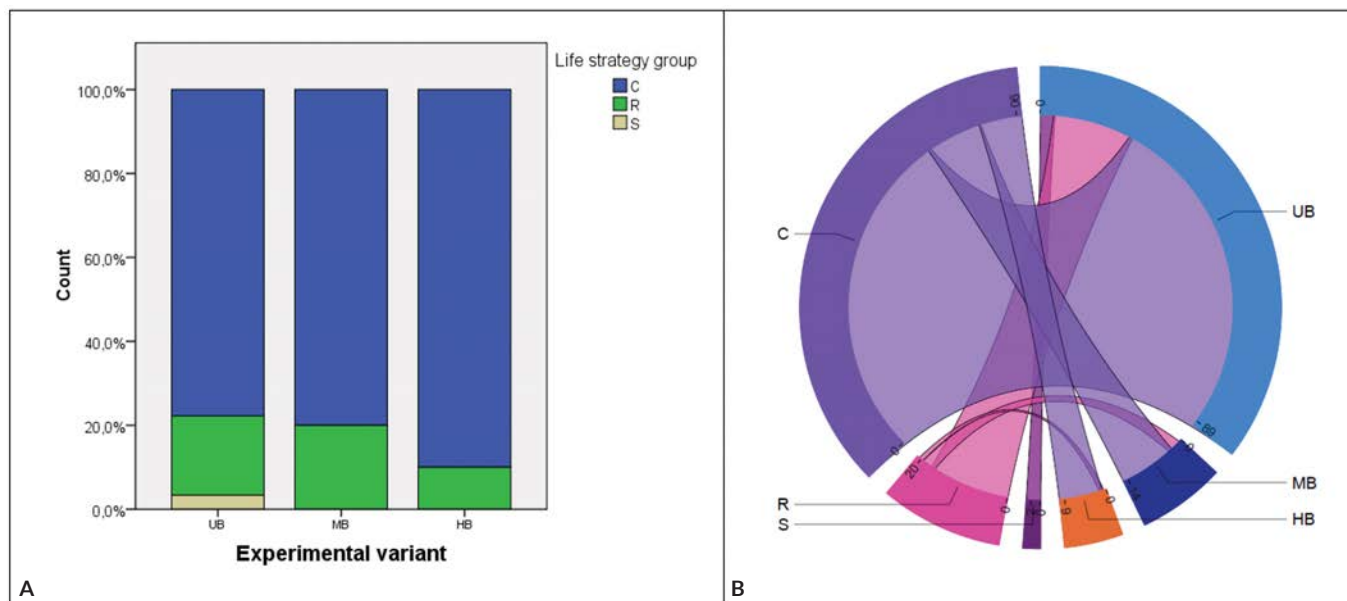 Life strategy group
C
R
S
100,0%
80,0%
60,0%
40,0%
20,0%
0,0%
Count
UB
MB
HB
Experimental variant
A
C
R
S
UB
MB
HB
0
0
20
0
0
0
B